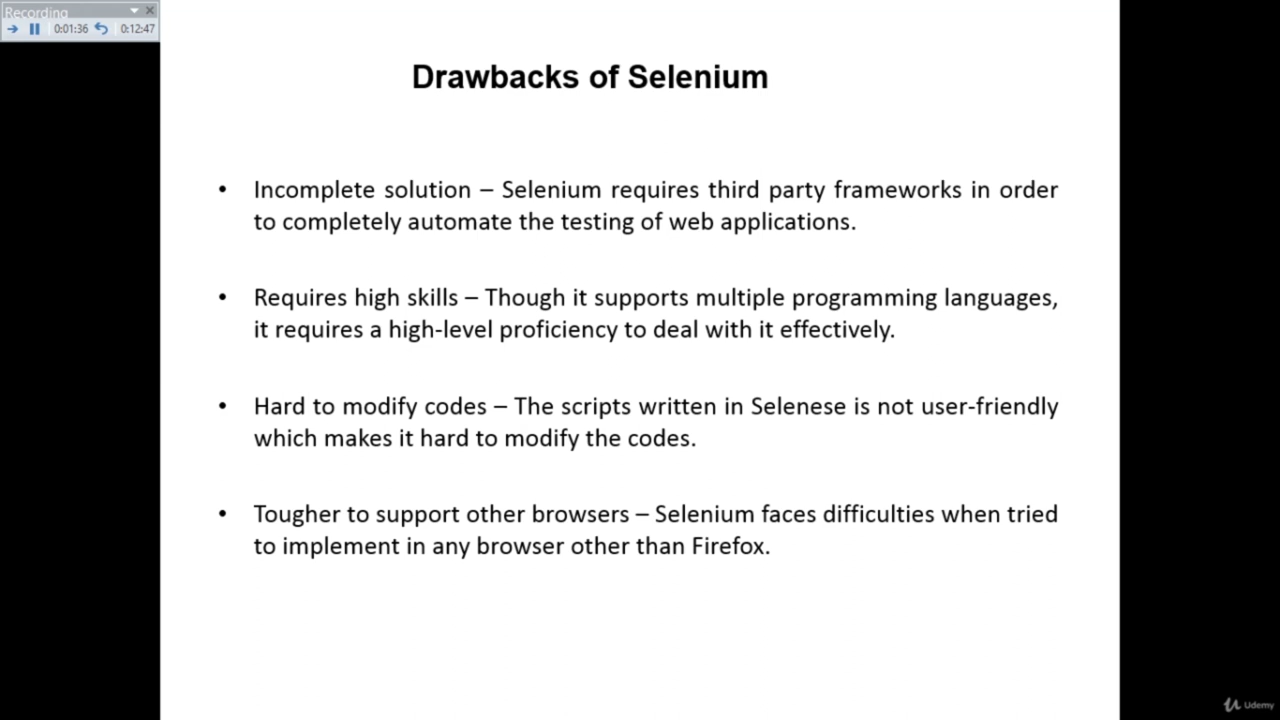 Recording
0:01:36 0:12:47
Drawbacks of Selenium
• Incomplete solution – Selenium requires third party frameworks in order
to completely automate the testing of web applications.
• Requires high skills – Though it supports multiple programming languages,
it requires a high-level proficiency to deal with it effectively.
• Hard to modify codes – The scripts written in Selenese is not user-friendly
which makes it hard to modify the codes.
• Tougher to support other browsers – Selenium faces difficulties when tried
to implement in any browser other than Firefox.
Udemy